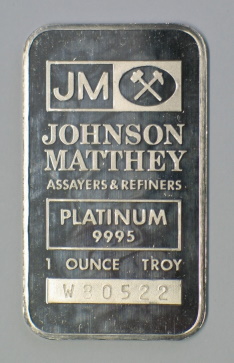 JM
JOHNSON
MATTHEY
ASSAYERS & REFINERS
PLATINUM
9995
1 OUNCE TROY
W80522